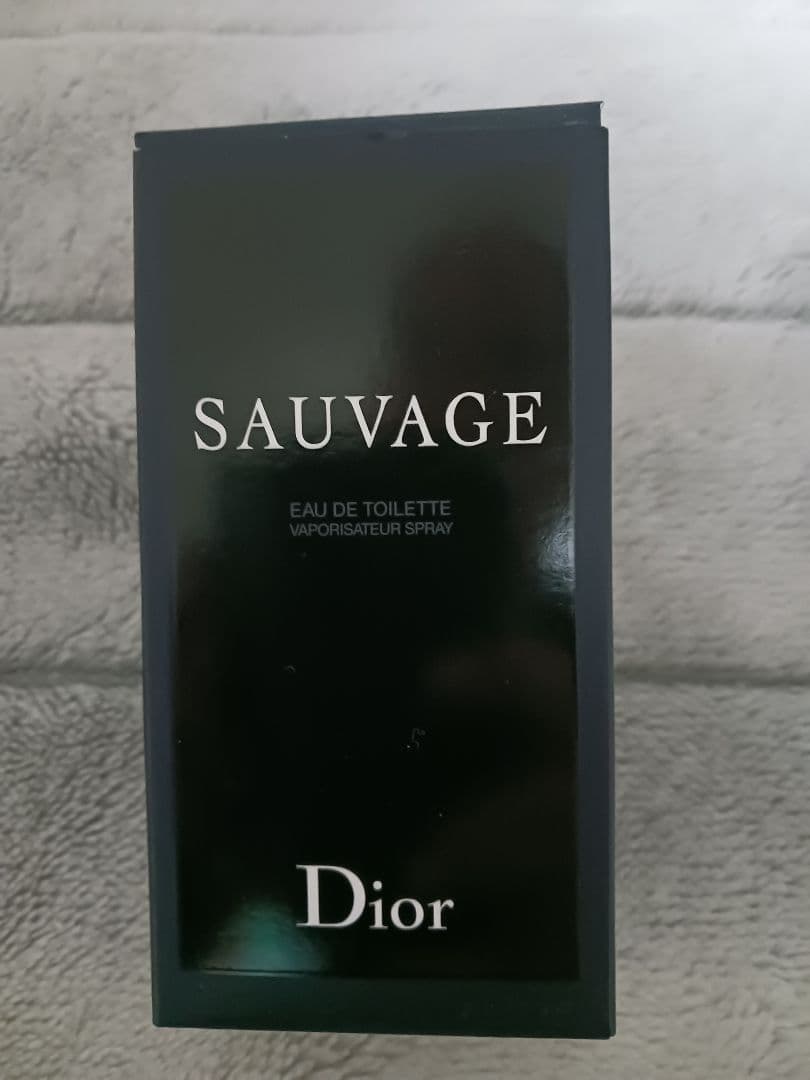 SAUVAGE
EAU DE TOILETTE
VAPORISATEUR SPRAY
Dior